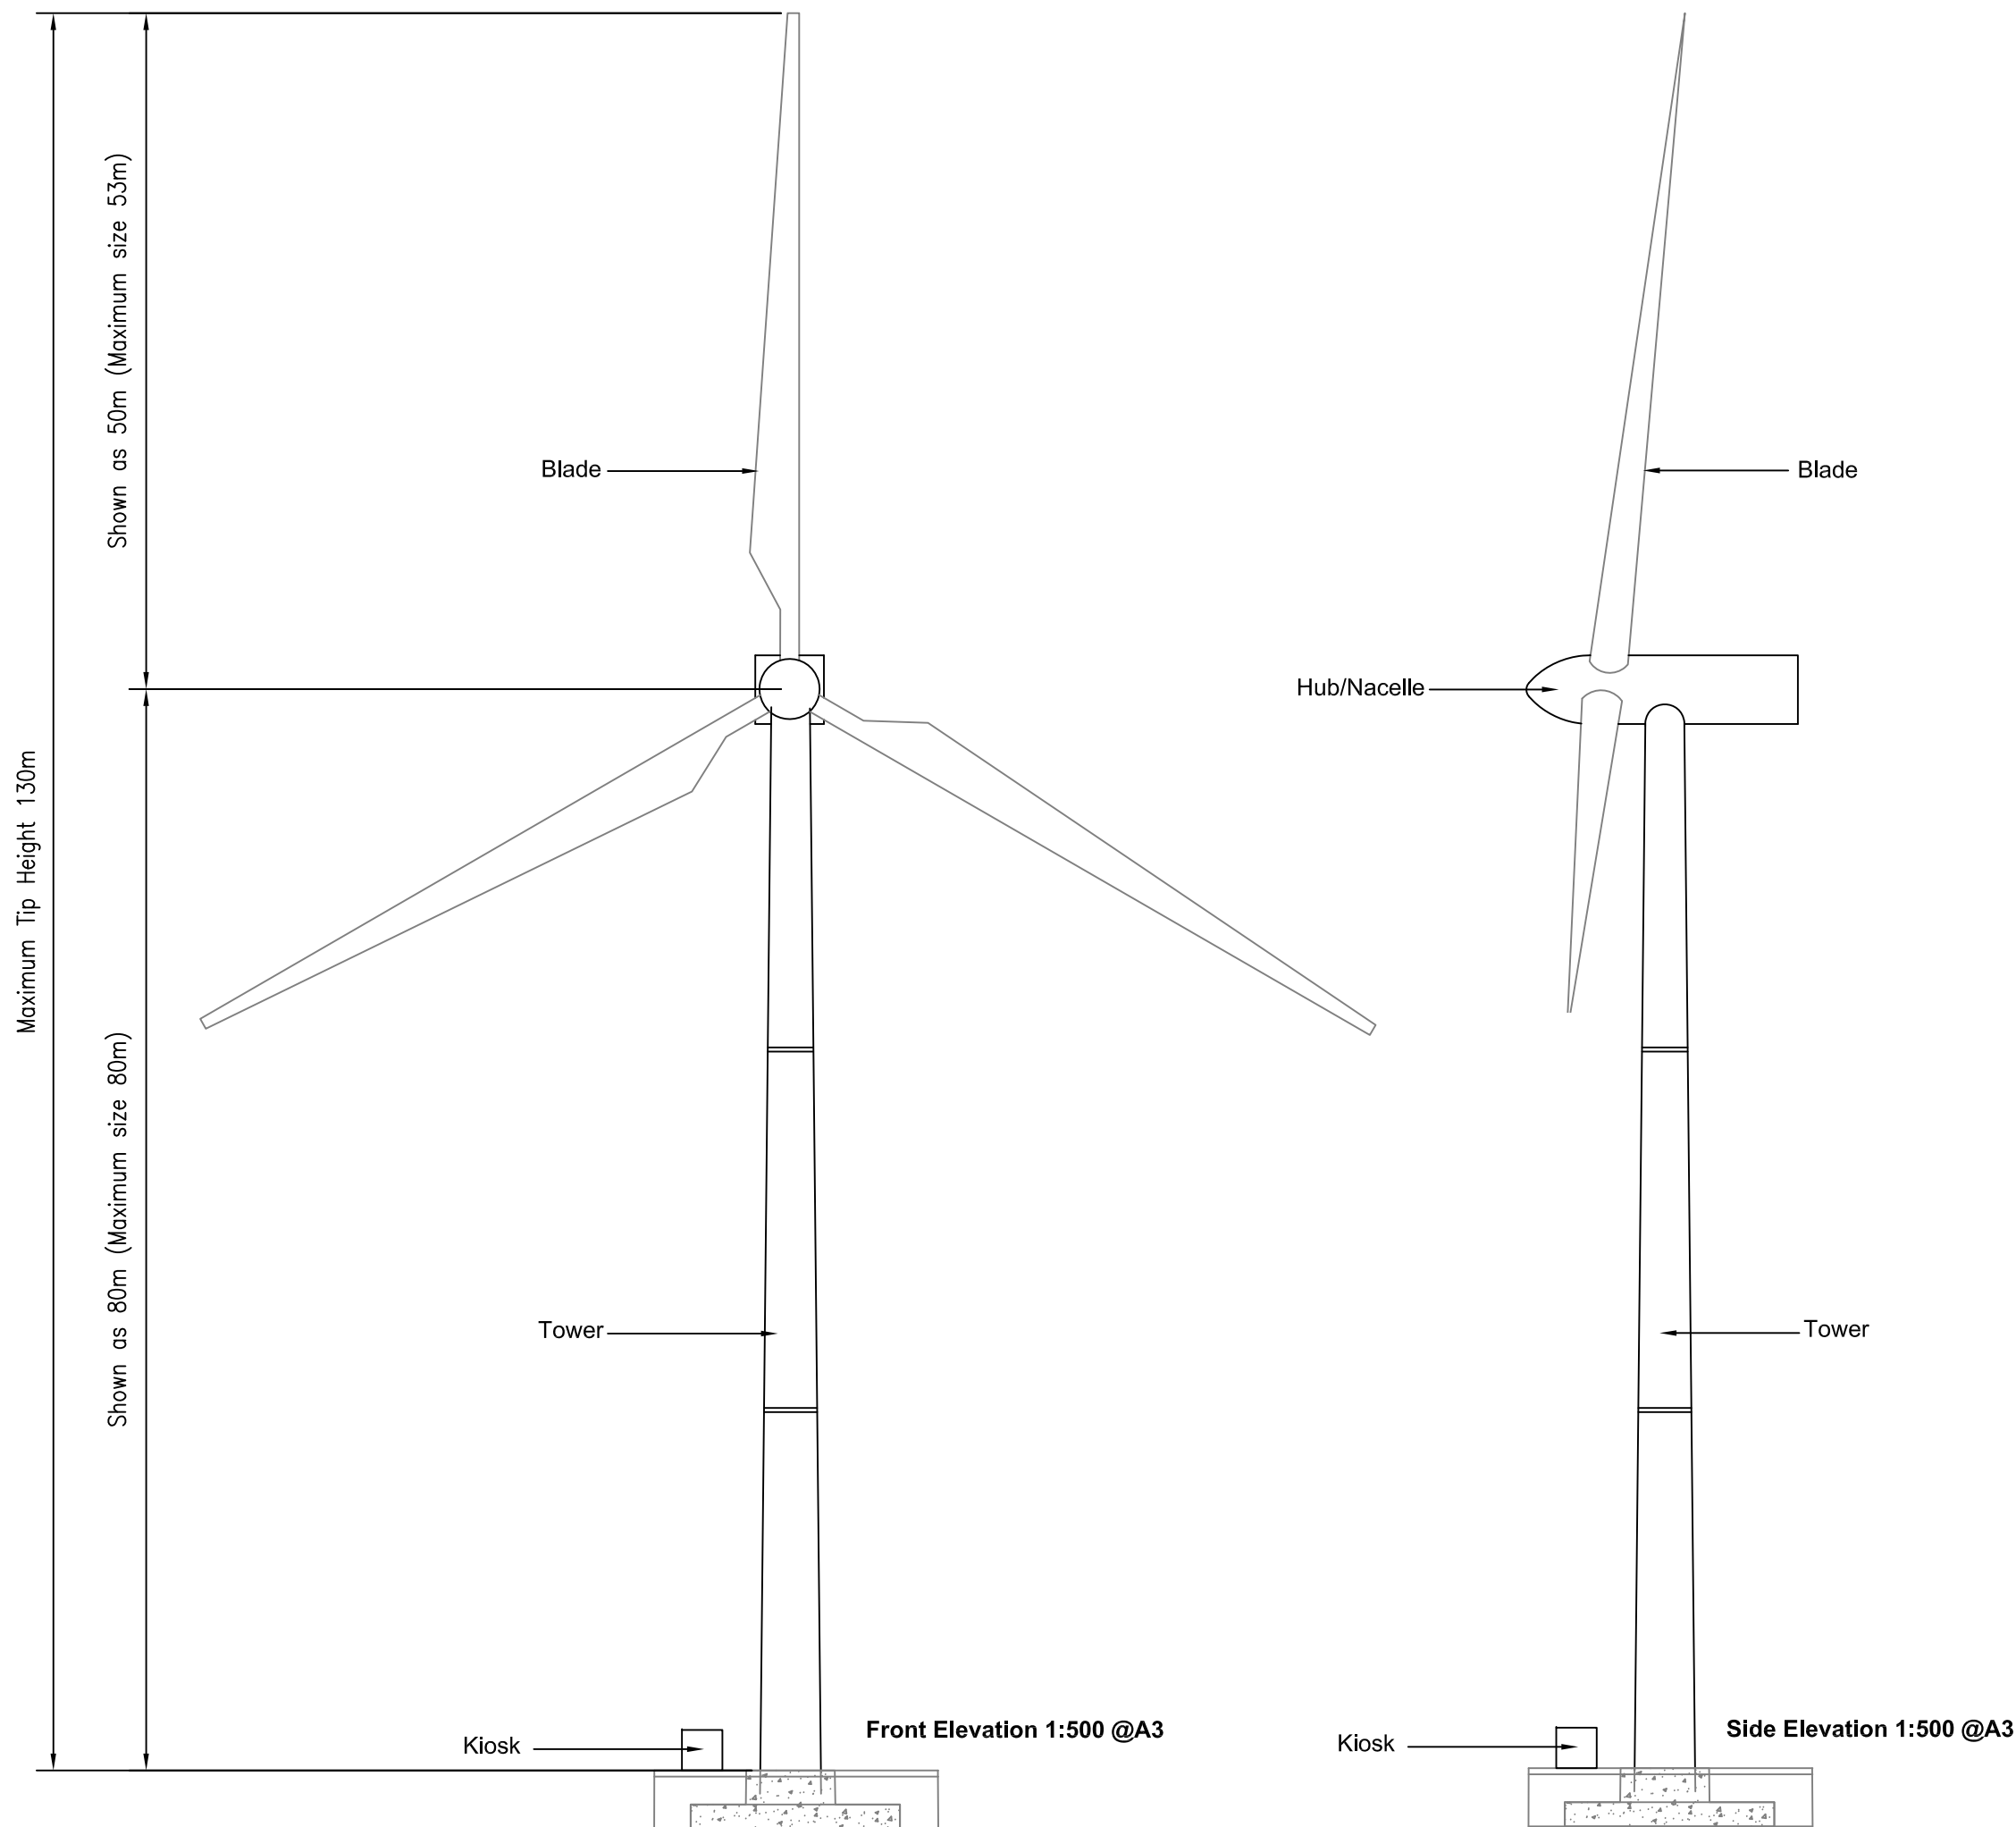 Maximum Tip Height 130m
Shown as 50m (Maximum size 53m)
Shown as 80m (Maximum size 80m)
Blade
Blade
Hub/Nacelle
Tower
Tower
Kiosk
Front Elevation 1:500 @A3
Kiosk
Side Elevation 1:500 @A3